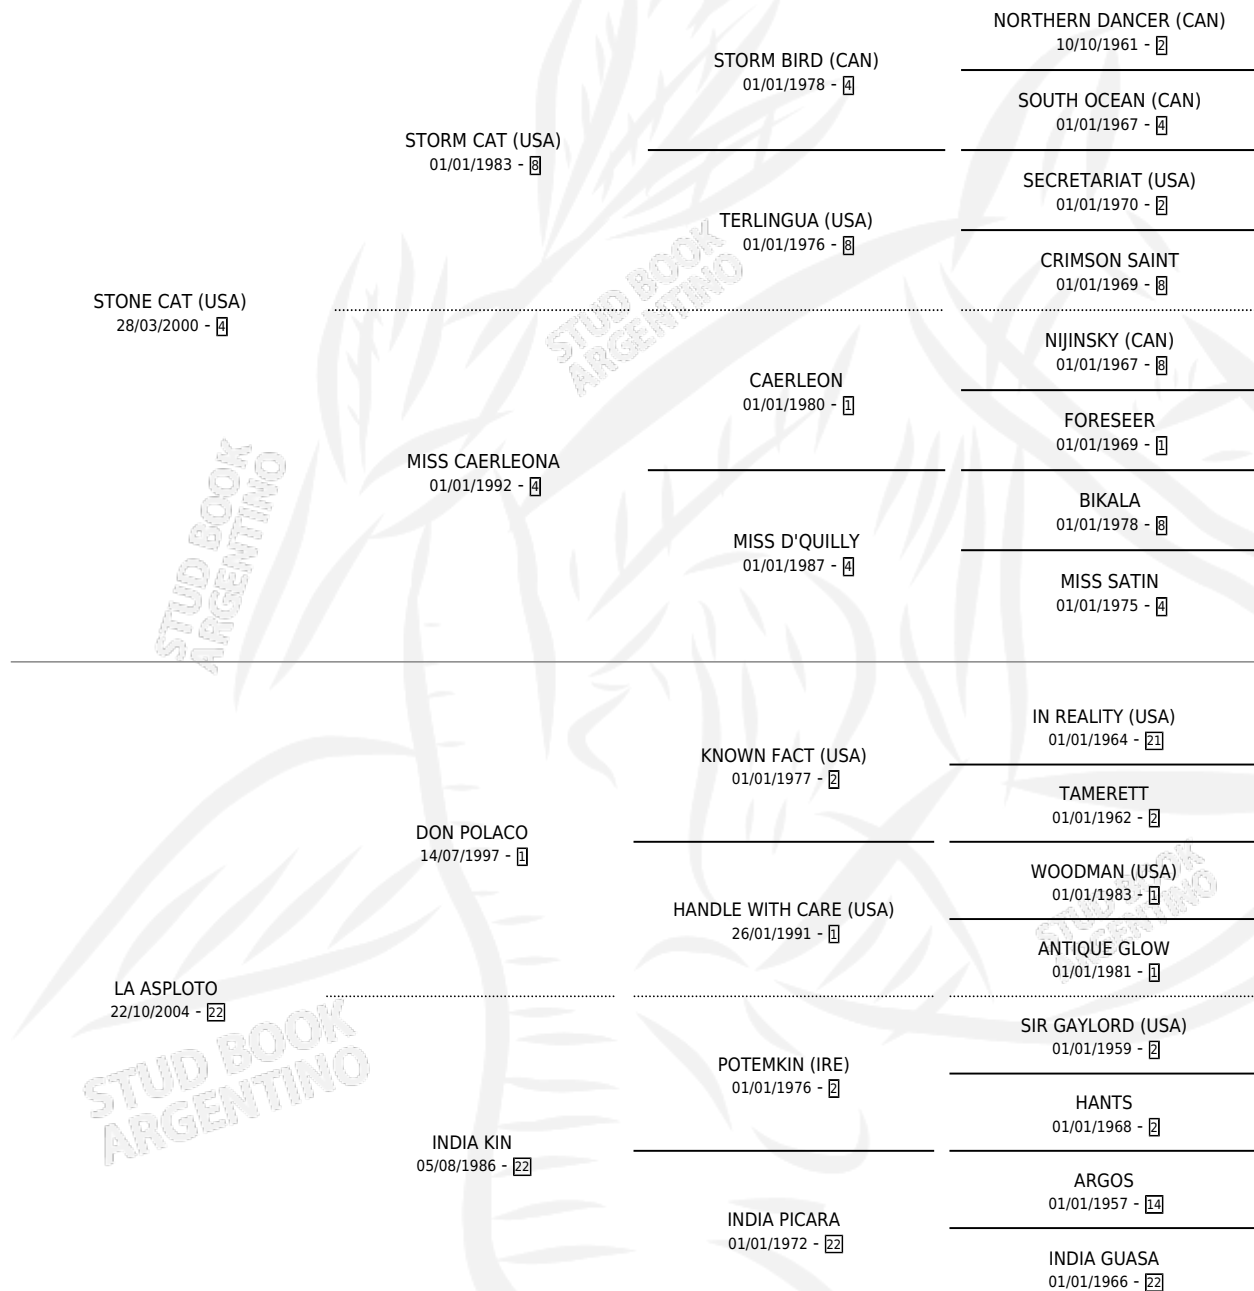 NORTHERN DANCER (CAN)
10/10/1961 - 2
STORM BIRD (CAN)
01/01/1978 - 4
SOUTH OCEAN (CAN)
01/01/1967 - 4
STORM CAT (USA)
01/01/1983 - 8
SECRETARIAT (USA)
01/01/1970 - 2
TERLINGUA (USA)
01/01/1976 - 8
CRIMSON SAINT
01/01/1969 - 8
STONE CAT (USA)
28/03/2000 - 4
STUD BOOK
ARGENTINO
NIJINSKY (CAN)
01/01/1967 - 8
CAERLEON
01/01/1980 - 1
FORESEER
01/01/1969 - 1
MISS CAERLEONA
01/01/1992 - 4
BIKALA
01/01/1978 - 8
MISS D'QUILLY
01/01/1987 - 4
MISS SATIN
01/01/1975 - 4
STUD BOOK
ARGENTINO
IN REALITY (USA)
01/01/1964 - 21
KNOWN FACT (USA)
01/01/1977 - 2
TAMERETT
01/01/1962 - 2
DON POLACO
14/07/1997 - 1
WOODMAN (USA)
01/01/1983 - 1
HANDLE WITH CARE (USA)
26/01/1991 - 1
ANTIQUE GLOW
01/01/1981 - 1
STUD BOOK
ARGENTINO
LA ASPLOTO
22/10/2004 - 22
SIR GAYLORD (USA)
01/01/1959 - 2
POTEMKIN (IRE)
01/01/1976 - 2
HANTS
01/01/1968 - 2
STUD BOOK
ARGENTINO
INDIA KIN
05/08/1986 - 22
ARGOS
01/01/1957 - 14
INDIA PICARA
01/01/1972 - 22
INDIA GUASA
01/01/1966 - 22